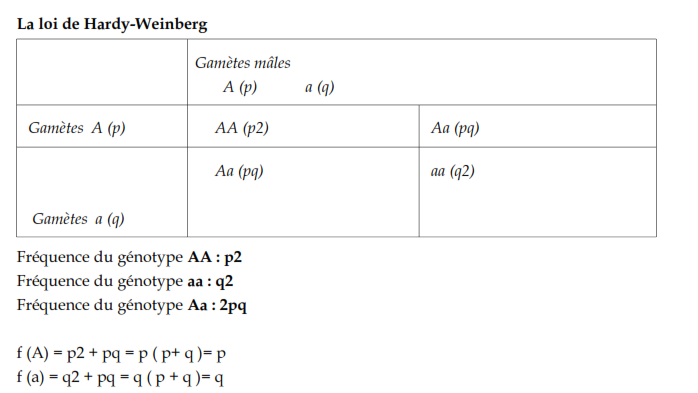 La loi de Hardy-Weinberg
Gamètes mâles
A (p) a (q)
Gamètes A (p) AA (p2) Aa (pq)
Aa (pq) aa (q2)
Gamètes a (q)
Fréquence du génotype AA : p2
Fréquence du génotype aa : q2
Fréquence du génotype Aa : 2pq
f (A) = p2 + pq = p ( p+ q )= p
f (a) = q2 + pq = q ( p + q )= q